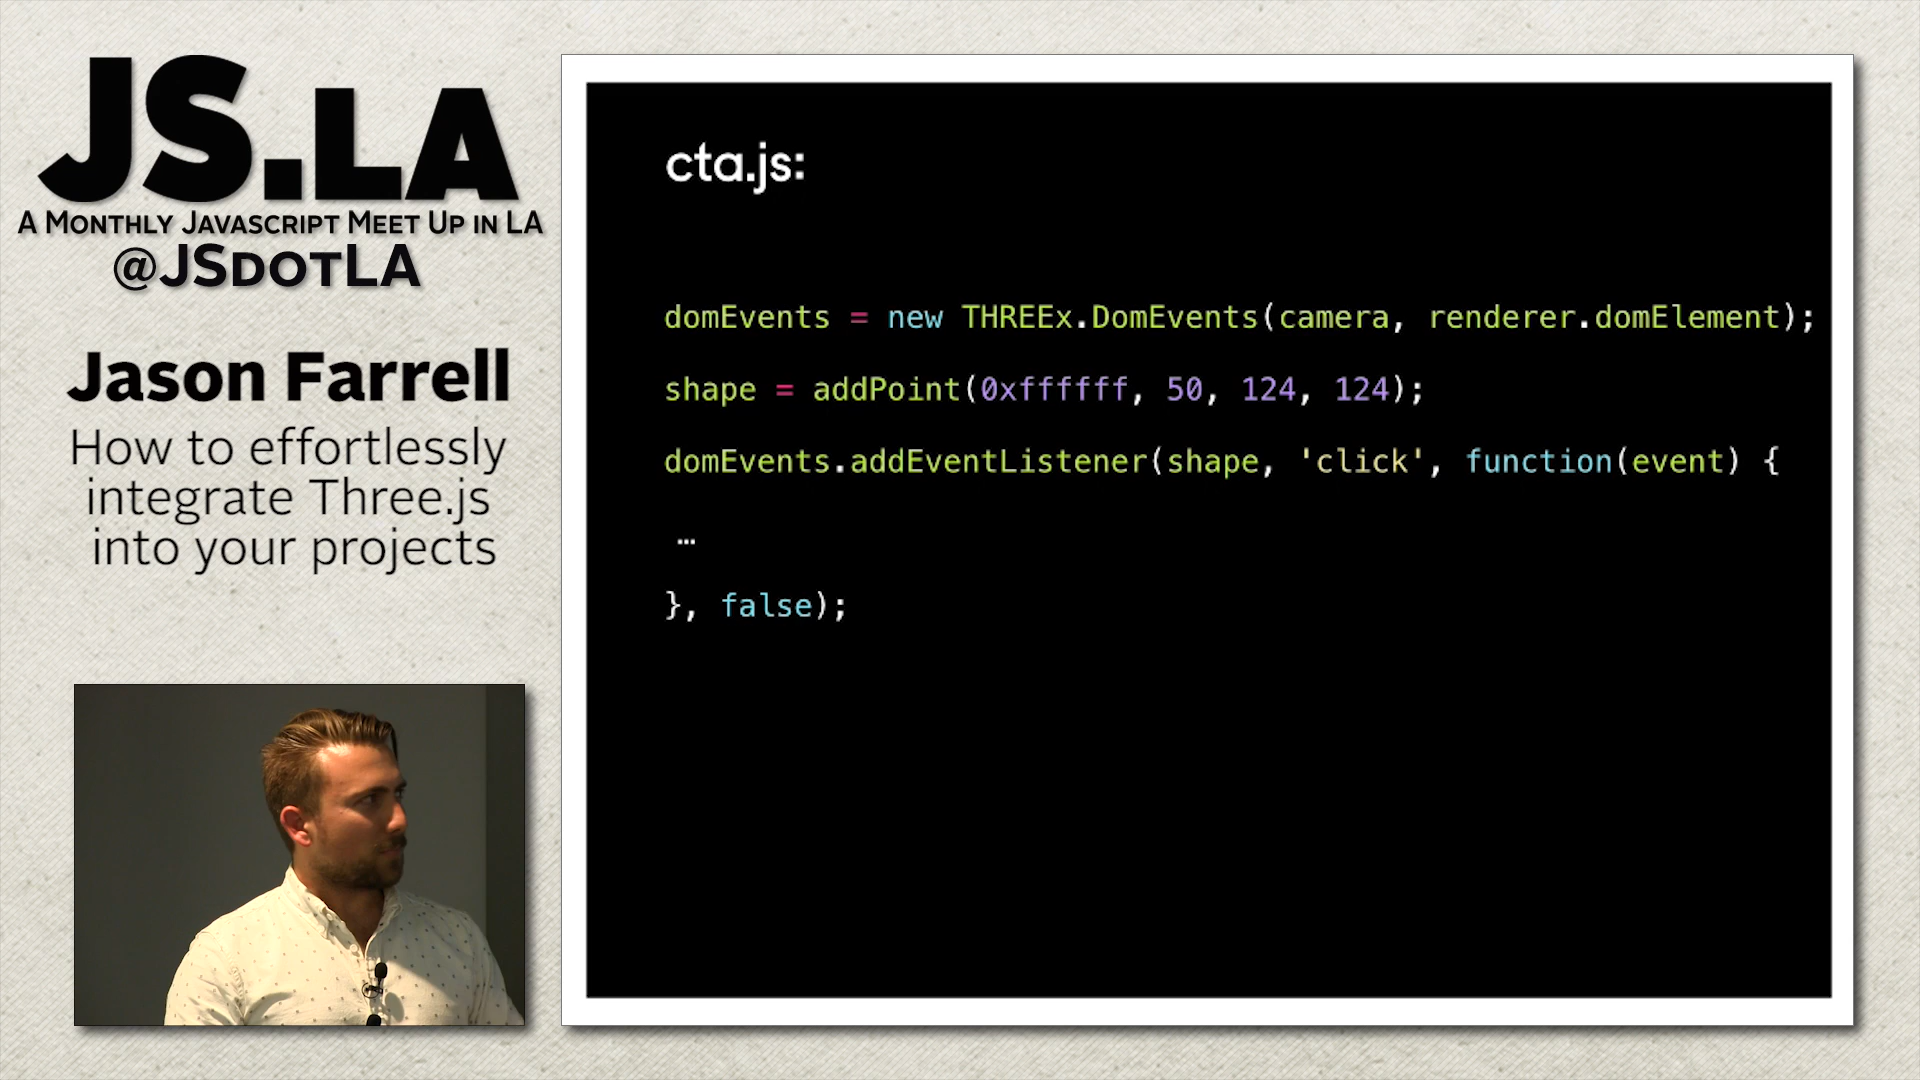 JS.LA
A Monthly Javascript Meet Up in LA
@JSdotLA
Jason Farrell
How to effortlessly
integrate Three.js
into your projects
cta.js:
domEvents = new THREEx.DomEvents(camera, renderer.domElement);
shape = addPoint(0xffffff, 50, 124, 124);
domEvents.addEventListener(shape, 'click', function(event) {
…
}, false);